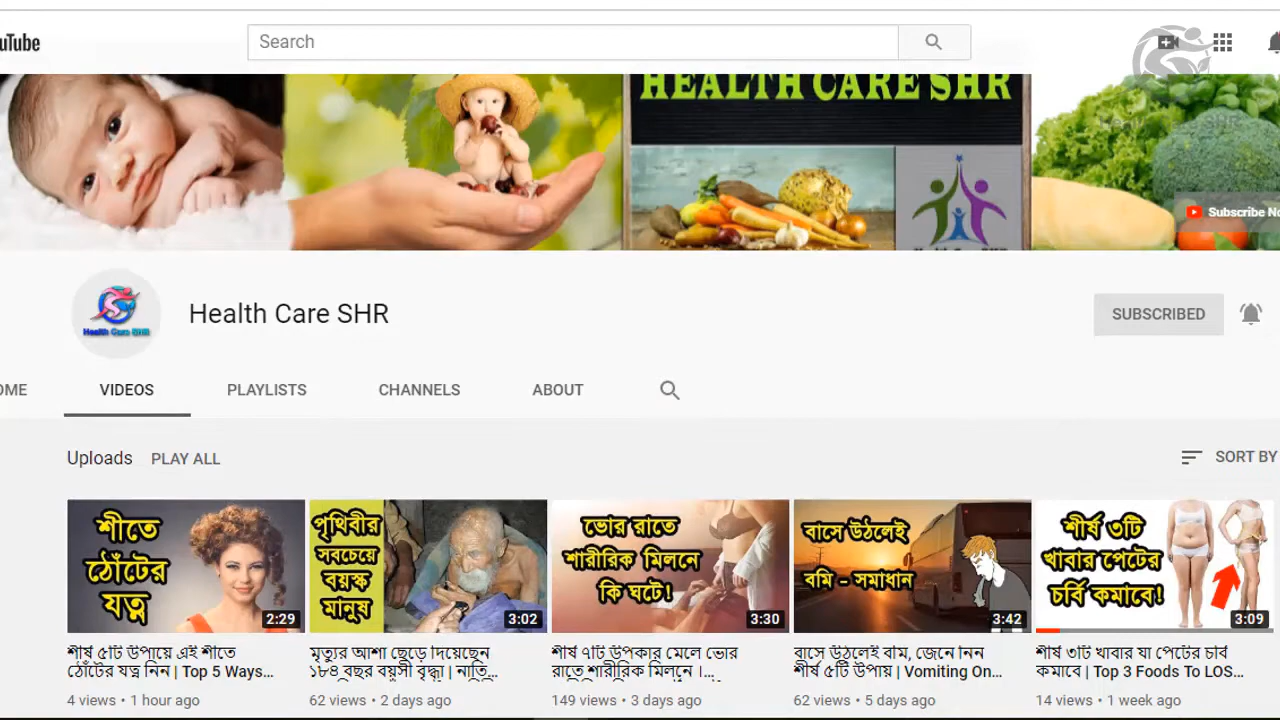 uTube
Search
HEALTH CARE SHR
Subscribe No
Health Care SHR
Health Care SHR
SUBSCRIBED
OME
VIDEOS
PLAYLISTS
CHANNELS
ABOUT
Uploads
PLAY ALL
SORT BY
শীতে
ঠোঁটের
যত্ন
2:29
পৃথিবীর
সবচেয়ে
বয়স্ক
মানুষ
3:02
ভোর রাতে
শারীরিক মিলনে
কি ঘটে!
3:30
বাসে উঠলেই
বমি - সমাধান
3:42
শীর্ষ ৩টি
খাবার পেটের
চর্বি কমাবে!
3:09
শীর্ষ ৫টি উপায়ে এই শীতে
ঠোঁটের যত্ন নিন | Top 5 Ways...
4 views • 1 hour ago
মৃত্যুর আশা ছেড়ে দিয়েছেন
১৮৪ বছর বয়সী বৃদ্ধা | নাতি...
62 views • 2 days ago
শীর্ষ ৭টি উপকার মেলে ভোর
রাতে শারীরিক মিলনে ।...
149 views • 3 days ago
বাসে উঠলেই বমি, জেনে নিন
শীর্ষ ৫টি উপায় | Vomiting On...
62 views • 5 days ago
শীর্ষ ৩টি খাবার যা পেটের চর্বি
কমাবে | Top 3 Foods To LOS...
14 views • 1 week ago